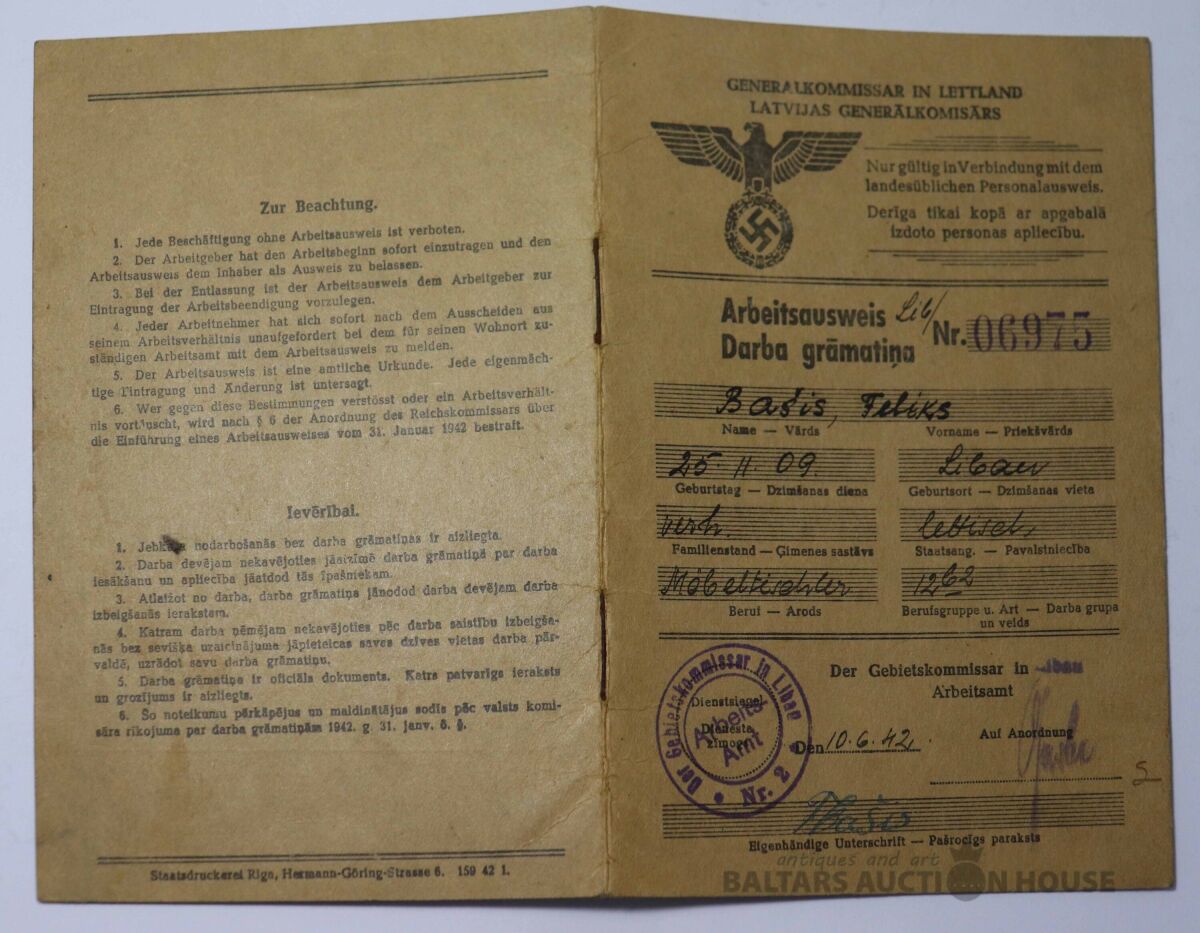 Zur Beachtung.
1. Jede Beschäftigung ohne Arbeitsausweis ist verboten.
2. Der Arbeitgeber hat den Arbeitsbeginn sofort einzutragen und den
Arbeitsausweis dem Inhaber als Ausweis zu belassen.
3. Bei der Entlassung ist der Arbeitsausweis dem Arbeitgeber zur
Eintragung der Arbeitsbeendigung vorzulegen.
4. Jeder Arbeitnehmer hat sich sofort nach dem Ausscheiden aus
seinem Arbeitsverhältnis unaufgefordert bei dem für seinen Wohnort zu-
ständigen Arbeitsamt mit dem Arbeitsausweis zu melden.
5. Der Arbeitsausweis ist eine amtliche Urkunde. Jede eigenmäch-
tige Eintragung und Änderung ist untersagt.
6. Wer gegen diese Bestimmungen verstösst oder ein Arbeitsverhält-
nis vortäuscht, wird nach § 6 der Anordnung des Reichskommissars über
die Einführung eines Arbeitsausweises vom 31. Januar 1942 bestraft.
Ievērībai.
1. Jebkāda nodarbošanās bez darba grāmatiņas ir aizliegta.
2. Darba devējam nekavējoties jāatzīmē darba grāmatiņā par darba
iesākšanu un apliecība jāatdod tās īpašniekam.
3. Atlaižot no darba, darba grāmatiņa jānodod darba devējam darba
izbeigšanās ierakstam.
4. Katram darba ņēmējam nekavējoties pēc darba saistību izbeigša-
nās bez sevišķa uzaicinājuma jāpieteicas savas dzīves vietas darba pār-
valdē, uzrādot savu darba grāmatiņu.
5. Darba grāmatiņa ir oficiāls dokuments. Katrs patvarīgs ieraksts
un grozījums ir aizliegts.
6. Šo noteikumu pārkāpējus un maldinātājus sodīs pēc valsts komi-
sāra rīkojuma par darba grāmatiņām 1942. g. 31. janv. 6. §.
Staatsdruckerei Riga, Hermann-Göring-Strasse 6. 159 42 1.
GENERALKOMMISSAR IN LETTLAND
LATVIJAS ĢENERĀLKOMISĀRS
Nur gültig in Verbindung mit dem
landesüblichen Personalausweis.
Derīga tikai kopā ar apgabalā
izdoto personas apliecību.
Arbeitsausweis Lib/
Darba grāmatiņa Nr. 06975
Bašis, Feliks
Name — Vārds Vorname — Priekšvārds
25. 11. 09. Libau
Geburtstag — Dzimšanas diena Geburtsort — Dzimšanas vieta
verh. lettisch
Familienstand — Ģimenes sastāvs Staatsang. — Pavalstniecība
Möbeltischler 1262
Beruf — Arods Berufsgruppe u. Art — Darba grupa
un veids
Der Gebietskommissar in Libau
Arbeitsamt
Der Gebietskommissar in Libau
Dienstsiegel
Arbeits-
Dienesta
Amt
zīmogs
Nr. 2
Den 10.6.42. Auf Anordnung
5
Bašis
Eigenhändige Unterschrift — Pašrocīgs paraksts
antiques and art
BALTARS AUCTION HOUSE